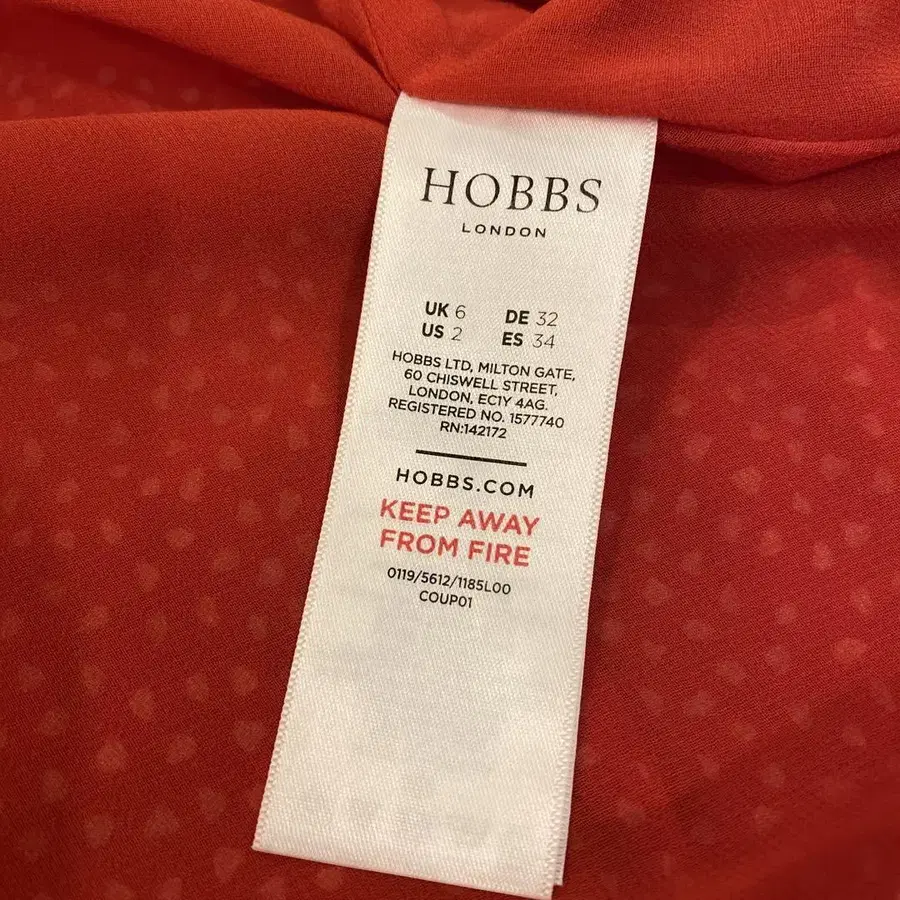 HOBBS
LONDON
UK 6 DE 32
US 2 ES 34
HOBBS LTD, MILTON GATE,
60 CHISWELL STREET,
LONDON, EC1Y 4AG.
REGISTERED NO. 1577740
RN:142172
HOBBS.COM
KEEP AWAY
FROM FIRE
0119/5612/1185L00
COUP01